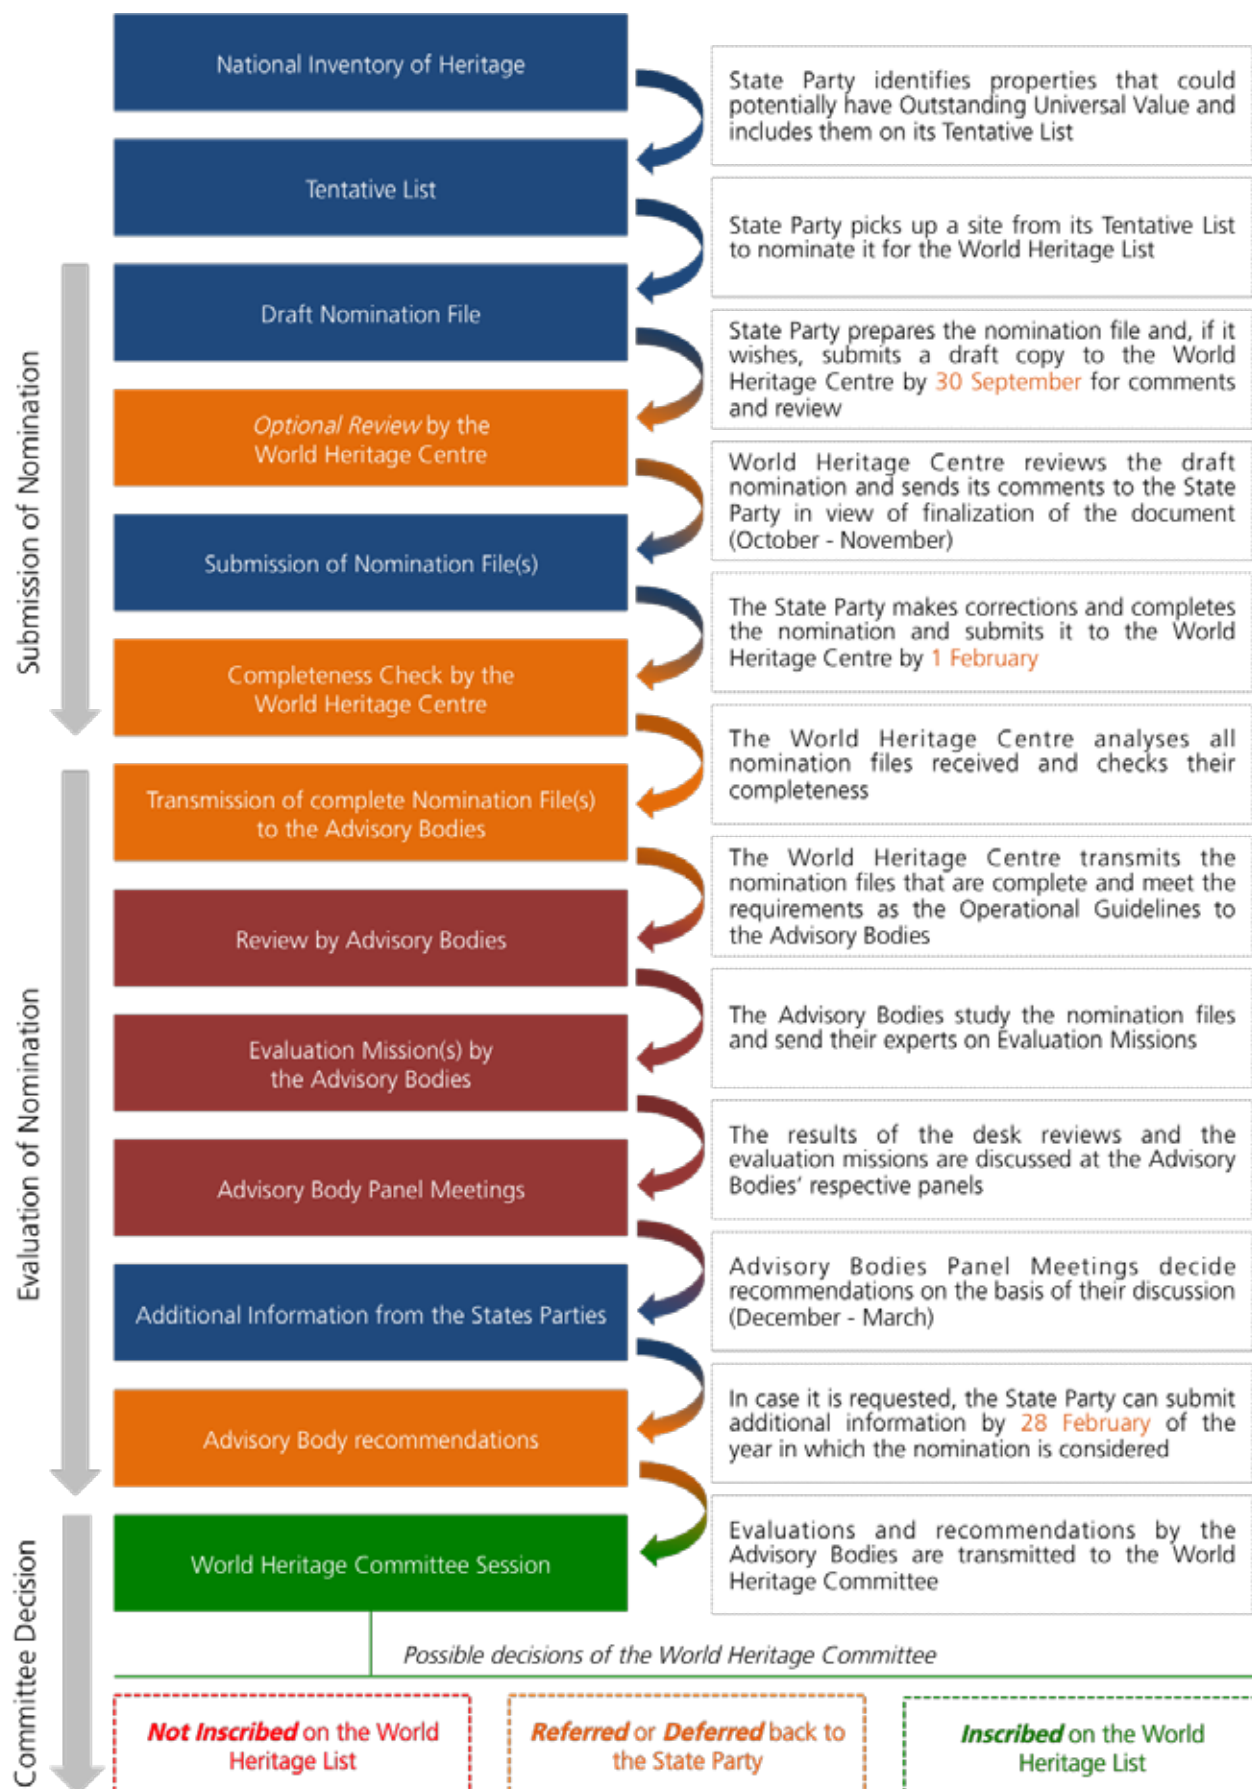 National Inventory of Heritage
State Party identifies properties that could
potentially have Outstanding Universal Value and
includes them on its Tentative List
Tentative List
State Party picks up a site from its Tentative List
to nominate it for the World Heritage List
Submission of Nomination
Draft Nomination File
State Party prepares the nomination file and, if it
wishes, submits a draft copy to the World
Heritage Centre by 30 September for comments
and review
Optional Review by the
World Heritage Centre
World Heritage Centre reviews the draft
nomination and sends its comments to the State
Party in view of finalization of the document
(October - November)
Submission of Nomination File(s)
The State Party makes corrections and completes
the nomination and submits it to the World
Heritage Centre by 1 February
Completeness Check by the
World Heritage Centre
The World Heritage Centre analyses all
nomination files received and checks their
completeness
Evaluation of Nomination
Transmission of complete Nomination File(s)
to the Advisory Bodies
The World Heritage Centre transmits the
nomination files that are complete and meet the
requirements as the Operational Guidelines to
the Advisory Bodies
Review by Advisory Bodies
The Advisory Bodies study the nomination files
and send their experts on Evaluation Missions
Evaluation Mission(s) by
the Advisory Bodies
The results of the desk reviews and the
evaluation missions are discussed at the Advisory
Bodies' respective panels
Advisory Body Panel Meetings
Advisory Bodies Panel Meetings decide
recommendations on the basis of their discussion
(December - March)
Additional Information from the States Parties
In case it is requested, the State Party can submit
additional information by 28 February of the
year in which the nomination is considered
Advisory Body recommendations
Evaluations and recommendations by the
Advisory Bodies are transmitted to the World
Heritage Committee
Committee Decision
World Heritage Committee Session
Possible decisions of the World Heritage Committee
Not Inscribed on the World
Heritage List
Referred or Deferred back to
the State Party
Inscribed on the World
Heritage List